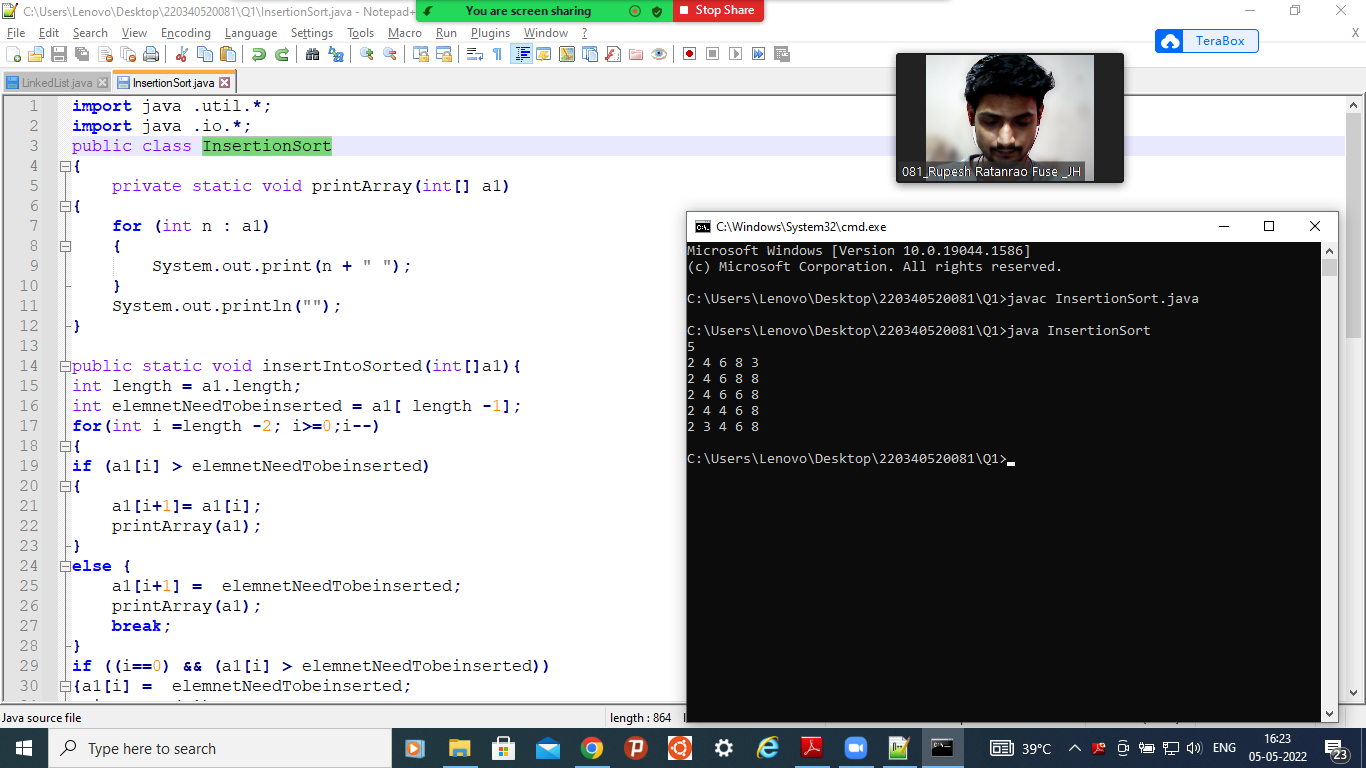 C:\Users\Lenovo\Desktop\220340520081\Q1\InsertionSort.java - Notepad+
You are screen sharing
Stop Share
File Edit Search View Encoding Language Settings Tools Macro Run Plugins Window ? X
TeraBox
LinkedList.java InsertionSort.java
1 import java .util.*;
2 import java .io.*;
3 public class InsertionSort
4 {
5 private static void printArray(int[] a1)
6 {
7 for (int n : a1)
8 {
9 System.out.print(n + " ");
10 }
11 System.out.println("");
12 }
13
14 public static void insertIntoSorted(int[]a1){
15 int length = a1.length;
16 int elemnetNeedTobeinserted = a1[ length -1];
17 for(int i =length -2; i>=0;i--)
18 {
19 if (a1[i] > elemnetNeedTobeinserted)
20 {
21 a1[i+1]= a1[i];
22 printArray(a1);
23 }
24 else {
25 a1[i+1] =  elemnetNeedTobeinserted;
26 printArray(a1);
27 break;
28 }
29 if ((i==0) && (a1[i] > elemnetNeedTobeinserted))
30 {a1[i] =  elemnetNeedTobeinserted;
081_Rupesh Ratanrao Fuse _JH
C:\Windows\System32\cmd.exe
Microsoft Windows [Version 10.0.19044.1586]
(c) Microsoft Corporation. All rights reserved.
C:\Users\Lenovo\Desktop\220340520081\Q1>javac InsertionSort.java
C:\Users\Lenovo\Desktop\220340520081\Q1>java InsertionSort
5
2 4 6 8 3
2 4 6 8 8
2 4 6 6 8
2 4 4 6 8
2 3 4 6 8
C:\Users\Lenovo\Desktop\220340520081\Q1>
Java source file
length : 864
Type here to search
39°C
ENG
16:23
05-05-2022
23